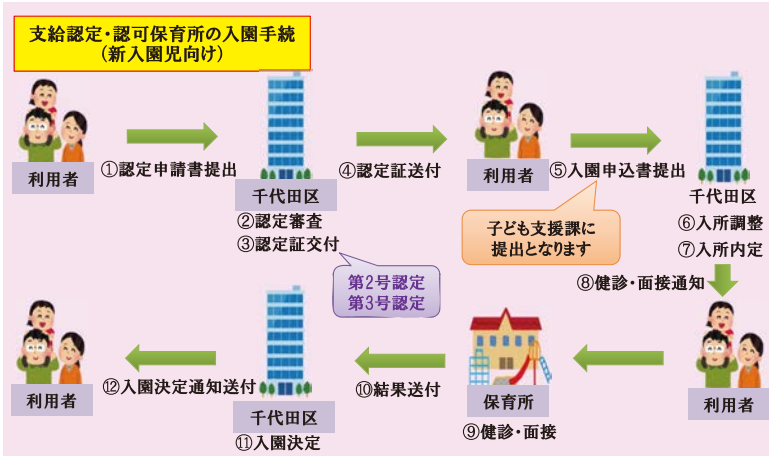 支給認定・認可保育所の入園手続
(新入園児向け)
利用者
①認定申請書提出
千代田区
②認定審査
③認定証交付
第2号認定
第3号認定
④認定証送付
利用者
⑤入園申込書提出
子ども支援課に
提出となります
千代田区
⑥入所調整
⑦入所内定
⑧健診・面接通知
利用者
保育所
⑨健診・面接
⑩結果送付
千代田区
⑪入園決定
⑫入園決定通知送付
利用者